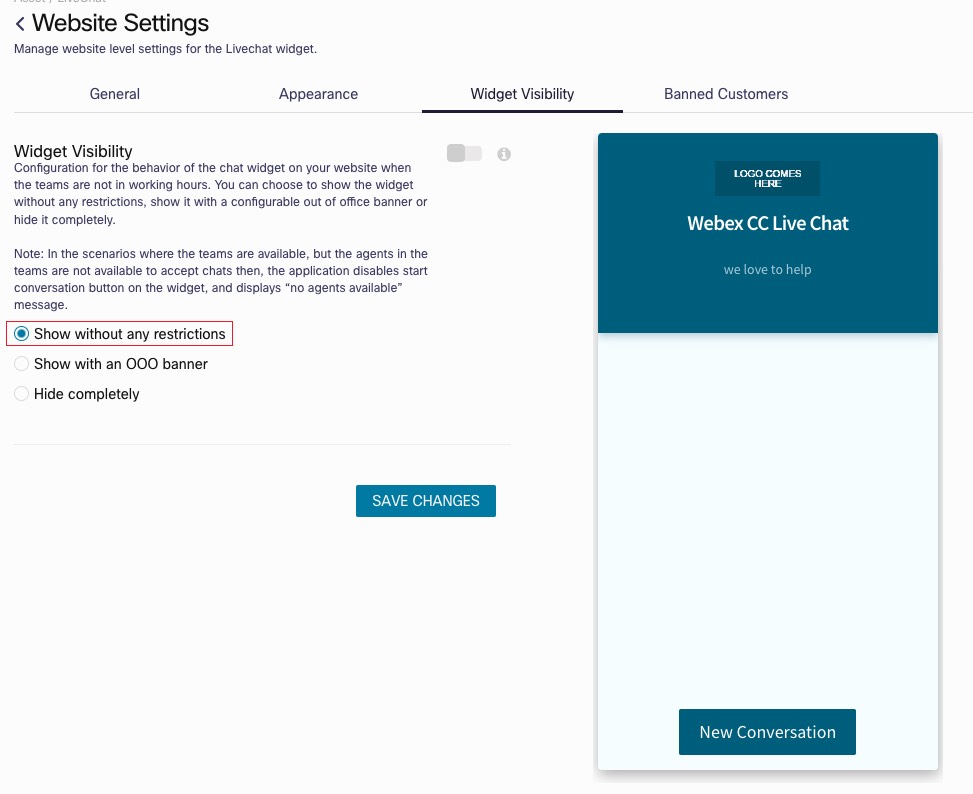 Asset / LiveChat
Website Settings
Manage website level settings for the Livechat widget.
General
Appearance
Widget Visibility
Banned Customers
Widget Visibility
Configuration for the behavior of the chat widget on your website when
the teams are not in working hours. You can choose to show the widget
without any restrictions, show it with a configurable out of office banner or
hide it completely.
Note: In the scenarios where the teams are available, but the agents in the
teams are not available to accept chats then, the application disables start
conversation button on the widget, and displays “no agents available”
message.
Show without any restrictions
Show with an OOO banner
Hide completely
SAVE CHANGES
LOGO COMES
HERE
Webex CC Live Chat
we love to help
New Conversation